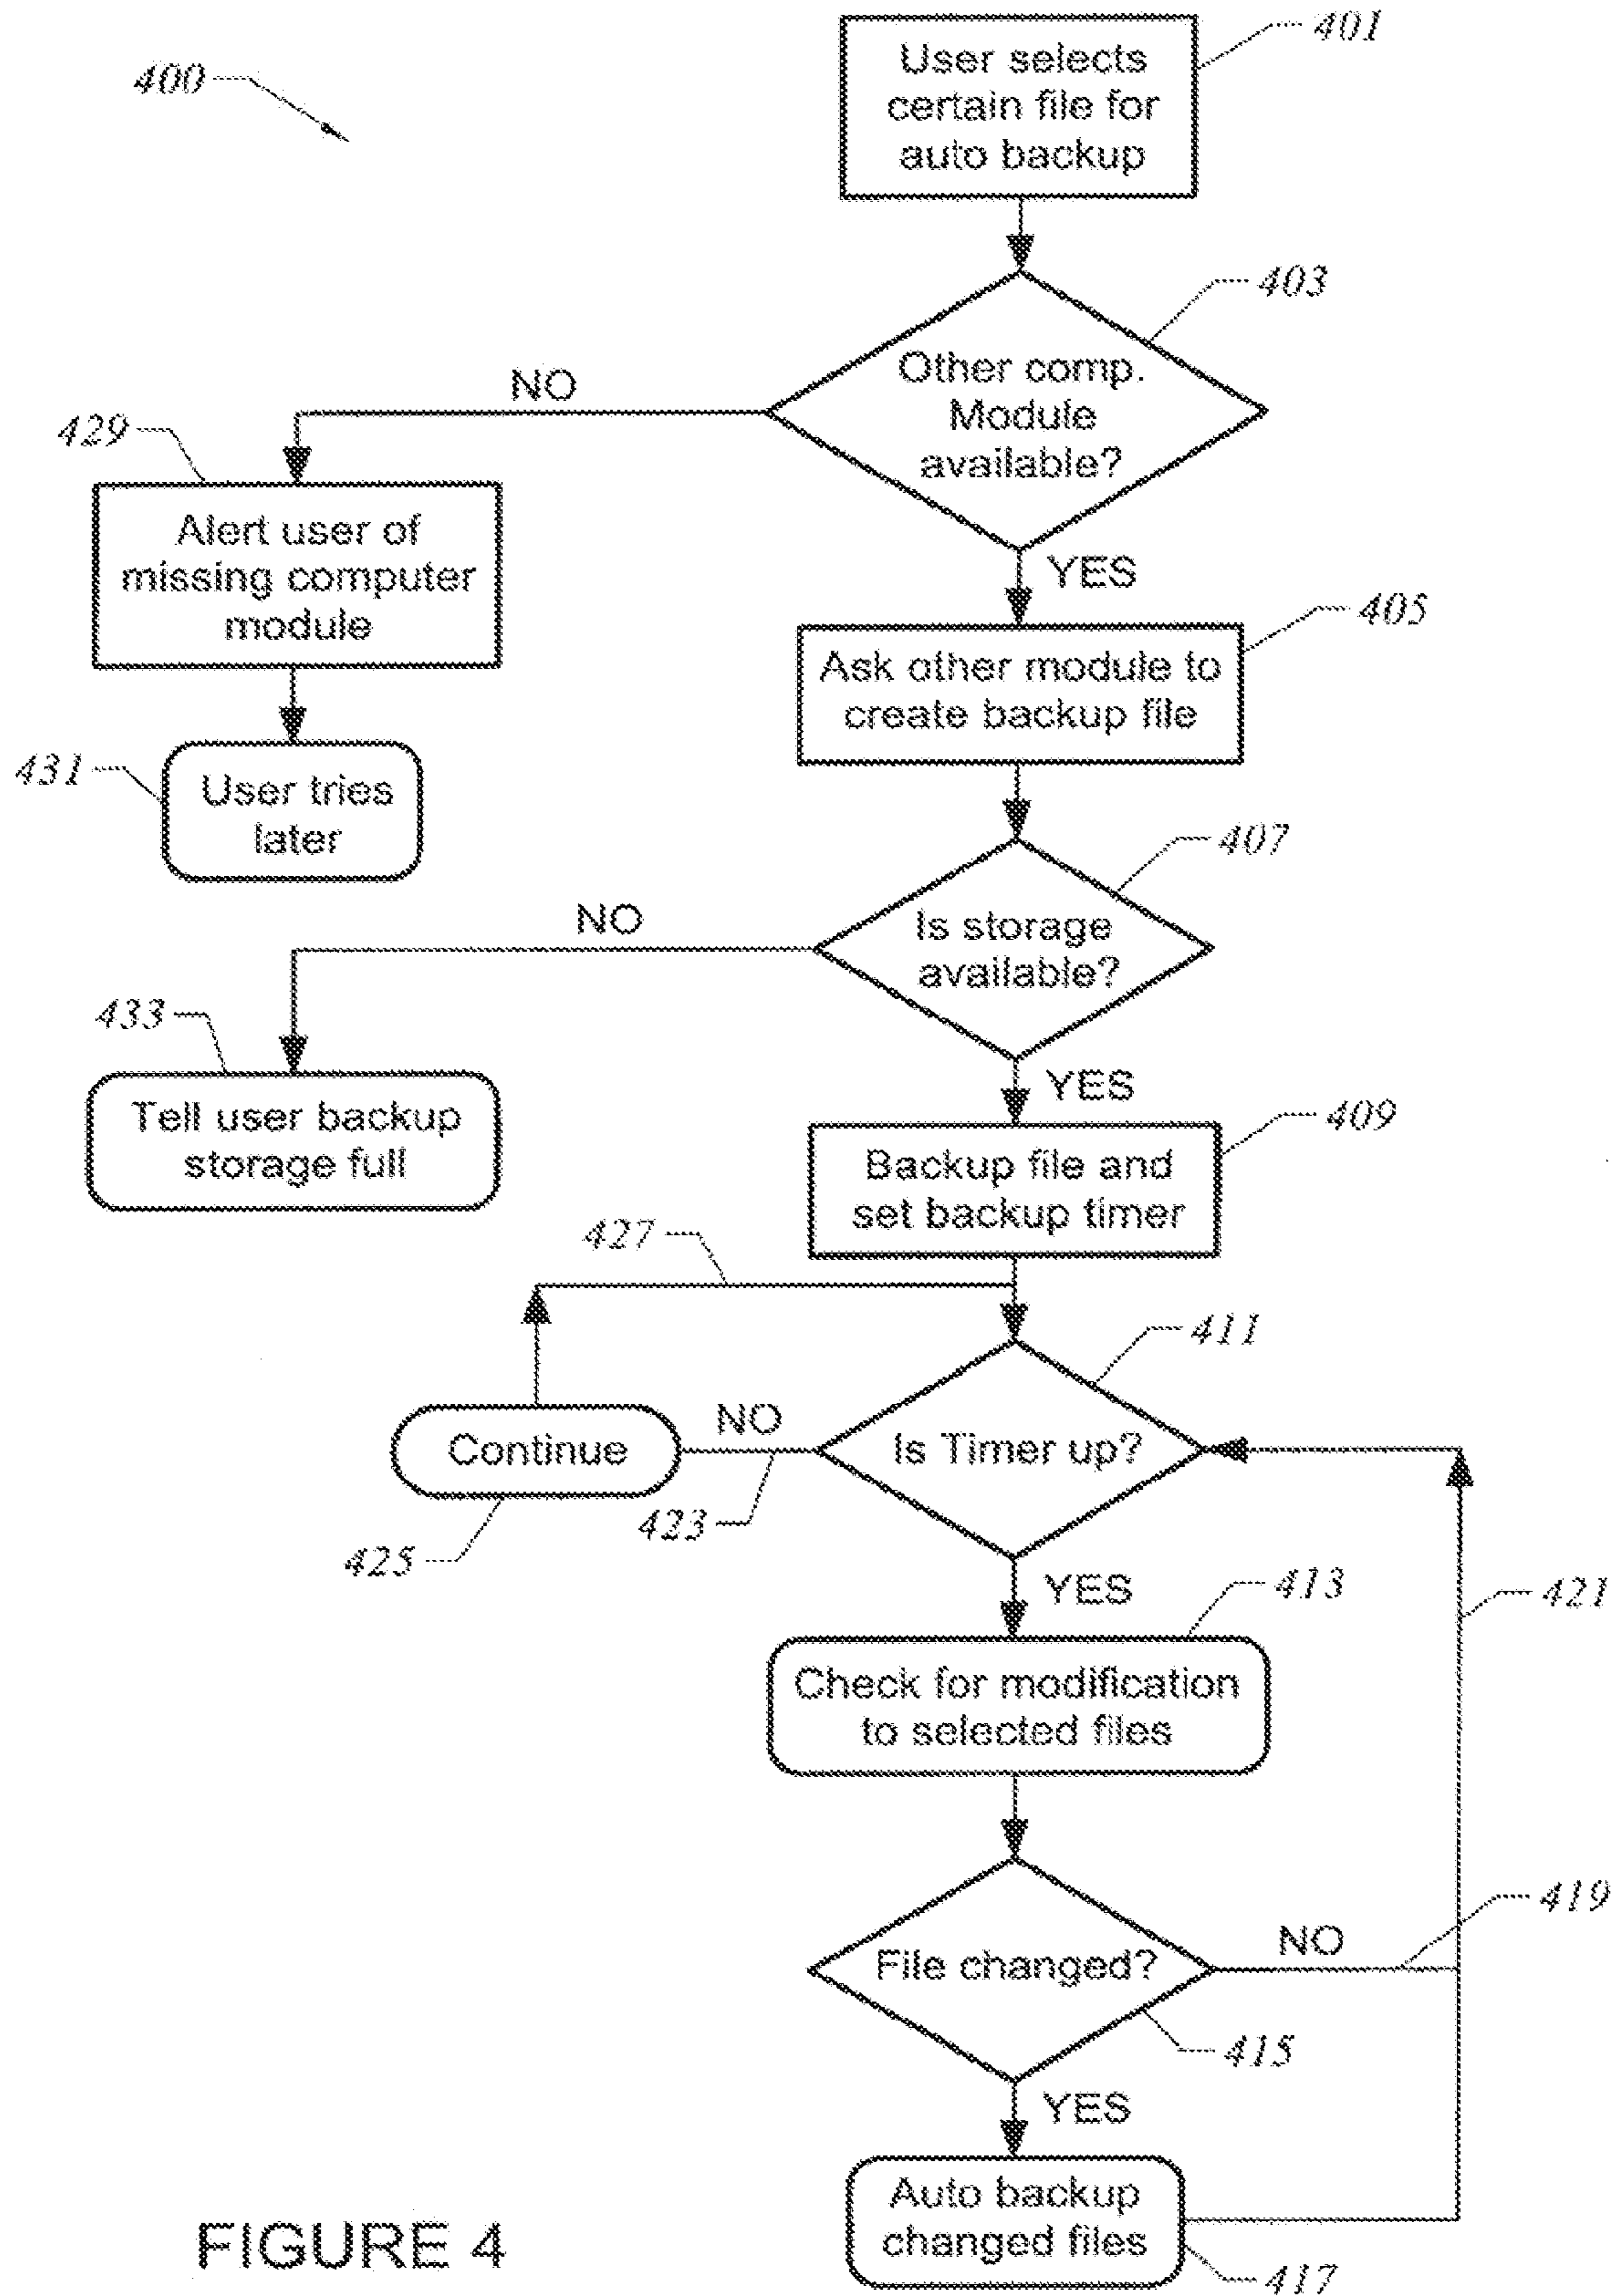 401
User selects
certain file for
auto backup
400
403
Other comp.
Module
available?
NO
429
Alert user of
missing computer
module
YES
405
Ask other module to
create backup file
431
User tries
later
407
Is storage
available?
NO
433
Tell user backup
storage full
YES
409
Backup file and
set backup timer
427
411
Is Timer up?
NO
Continue
423
425
YES
413
Check for modification
to selected files
421
419
File changed?
NO
415
YES
Auto backup
changed files
417
FIGURE 4